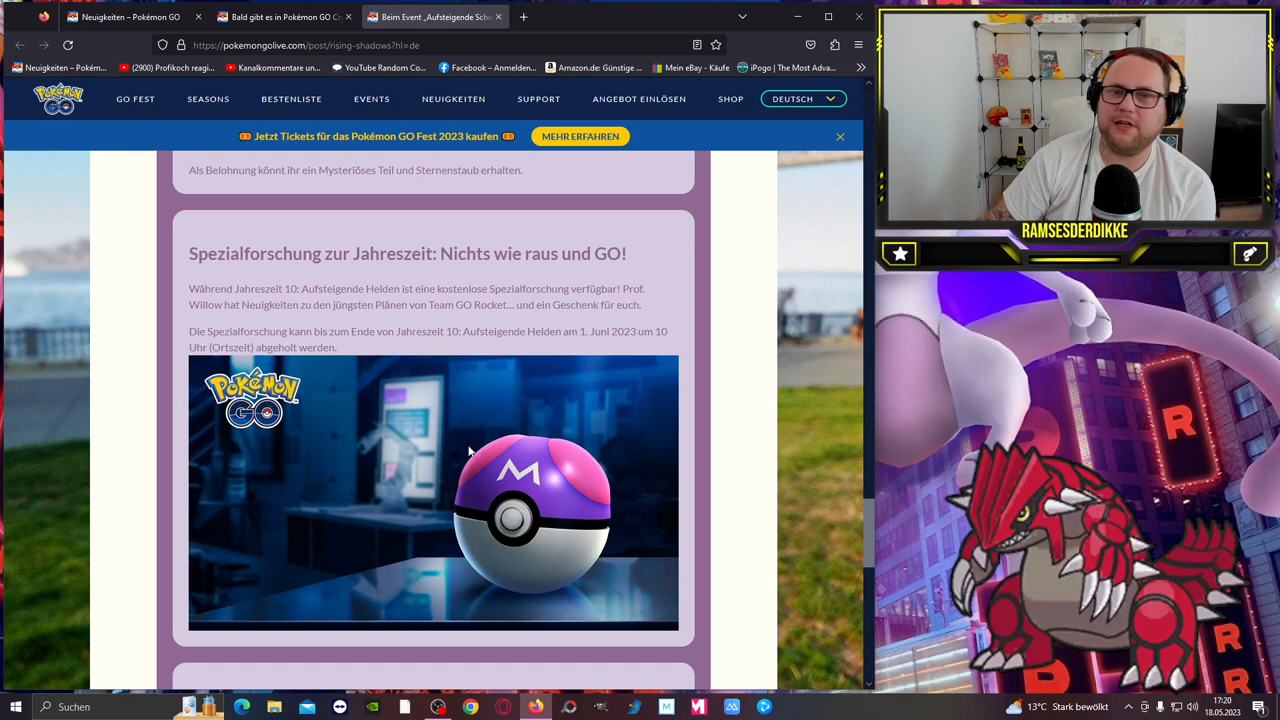 Neuigkeiten – Pokémon GO
Bald gibt es im Pokémon GO C
Beim Event „Aufsteigende Scha
https://pokemongolive.com/post/rising-shadows?hl=de
Neuigkeiten – Pokém...
(2900) Profikoch reagi...
Kanalkommentare un...
YouTube Random Co...
Facebook – Anmelden...
Amazon.de: Günstige ...
Mein eBay - Käufe
iPogo | The Most Adva...
POKÉMON GO
GO FEST
SEASONS
BESTENLISTE
EVENTS
NEUIGKEITEN
SUPPORT
ANGEBOT EINLÖSEN
SHOP
DEUTSCH
Jetzt Tickets für das Pokémon GO Fest 2023 kaufen
MEHR ERFAHREN
Als Belohnung könnt ihr ein Mysteriöses Teil und Sternenstaub erhalten.
Spezialforschung zur Jahreszeit: Nichts wie raus und GO!
Während Jahreszeit 10: Aufsteigende Helden ist eine kostenlose Spezialforschung verfügbar! Prof.
Willow hat Neuigkeiten zu den jüngsten Plänen von Team GO Rocket... und ein Geschenk für euch.
Die Spezialforschung kann bis zum Ende von Jahreszeit 10: Aufsteigende Helden am 1. Juni 2023 um 10
Uhr (Ortszeit) abgeholt werden.
POKÉMON GO
M
RAMSESDERDIKKE
R
R
R
Suchen
13°C Stark bewölkt
17:20
18.05.2023
1